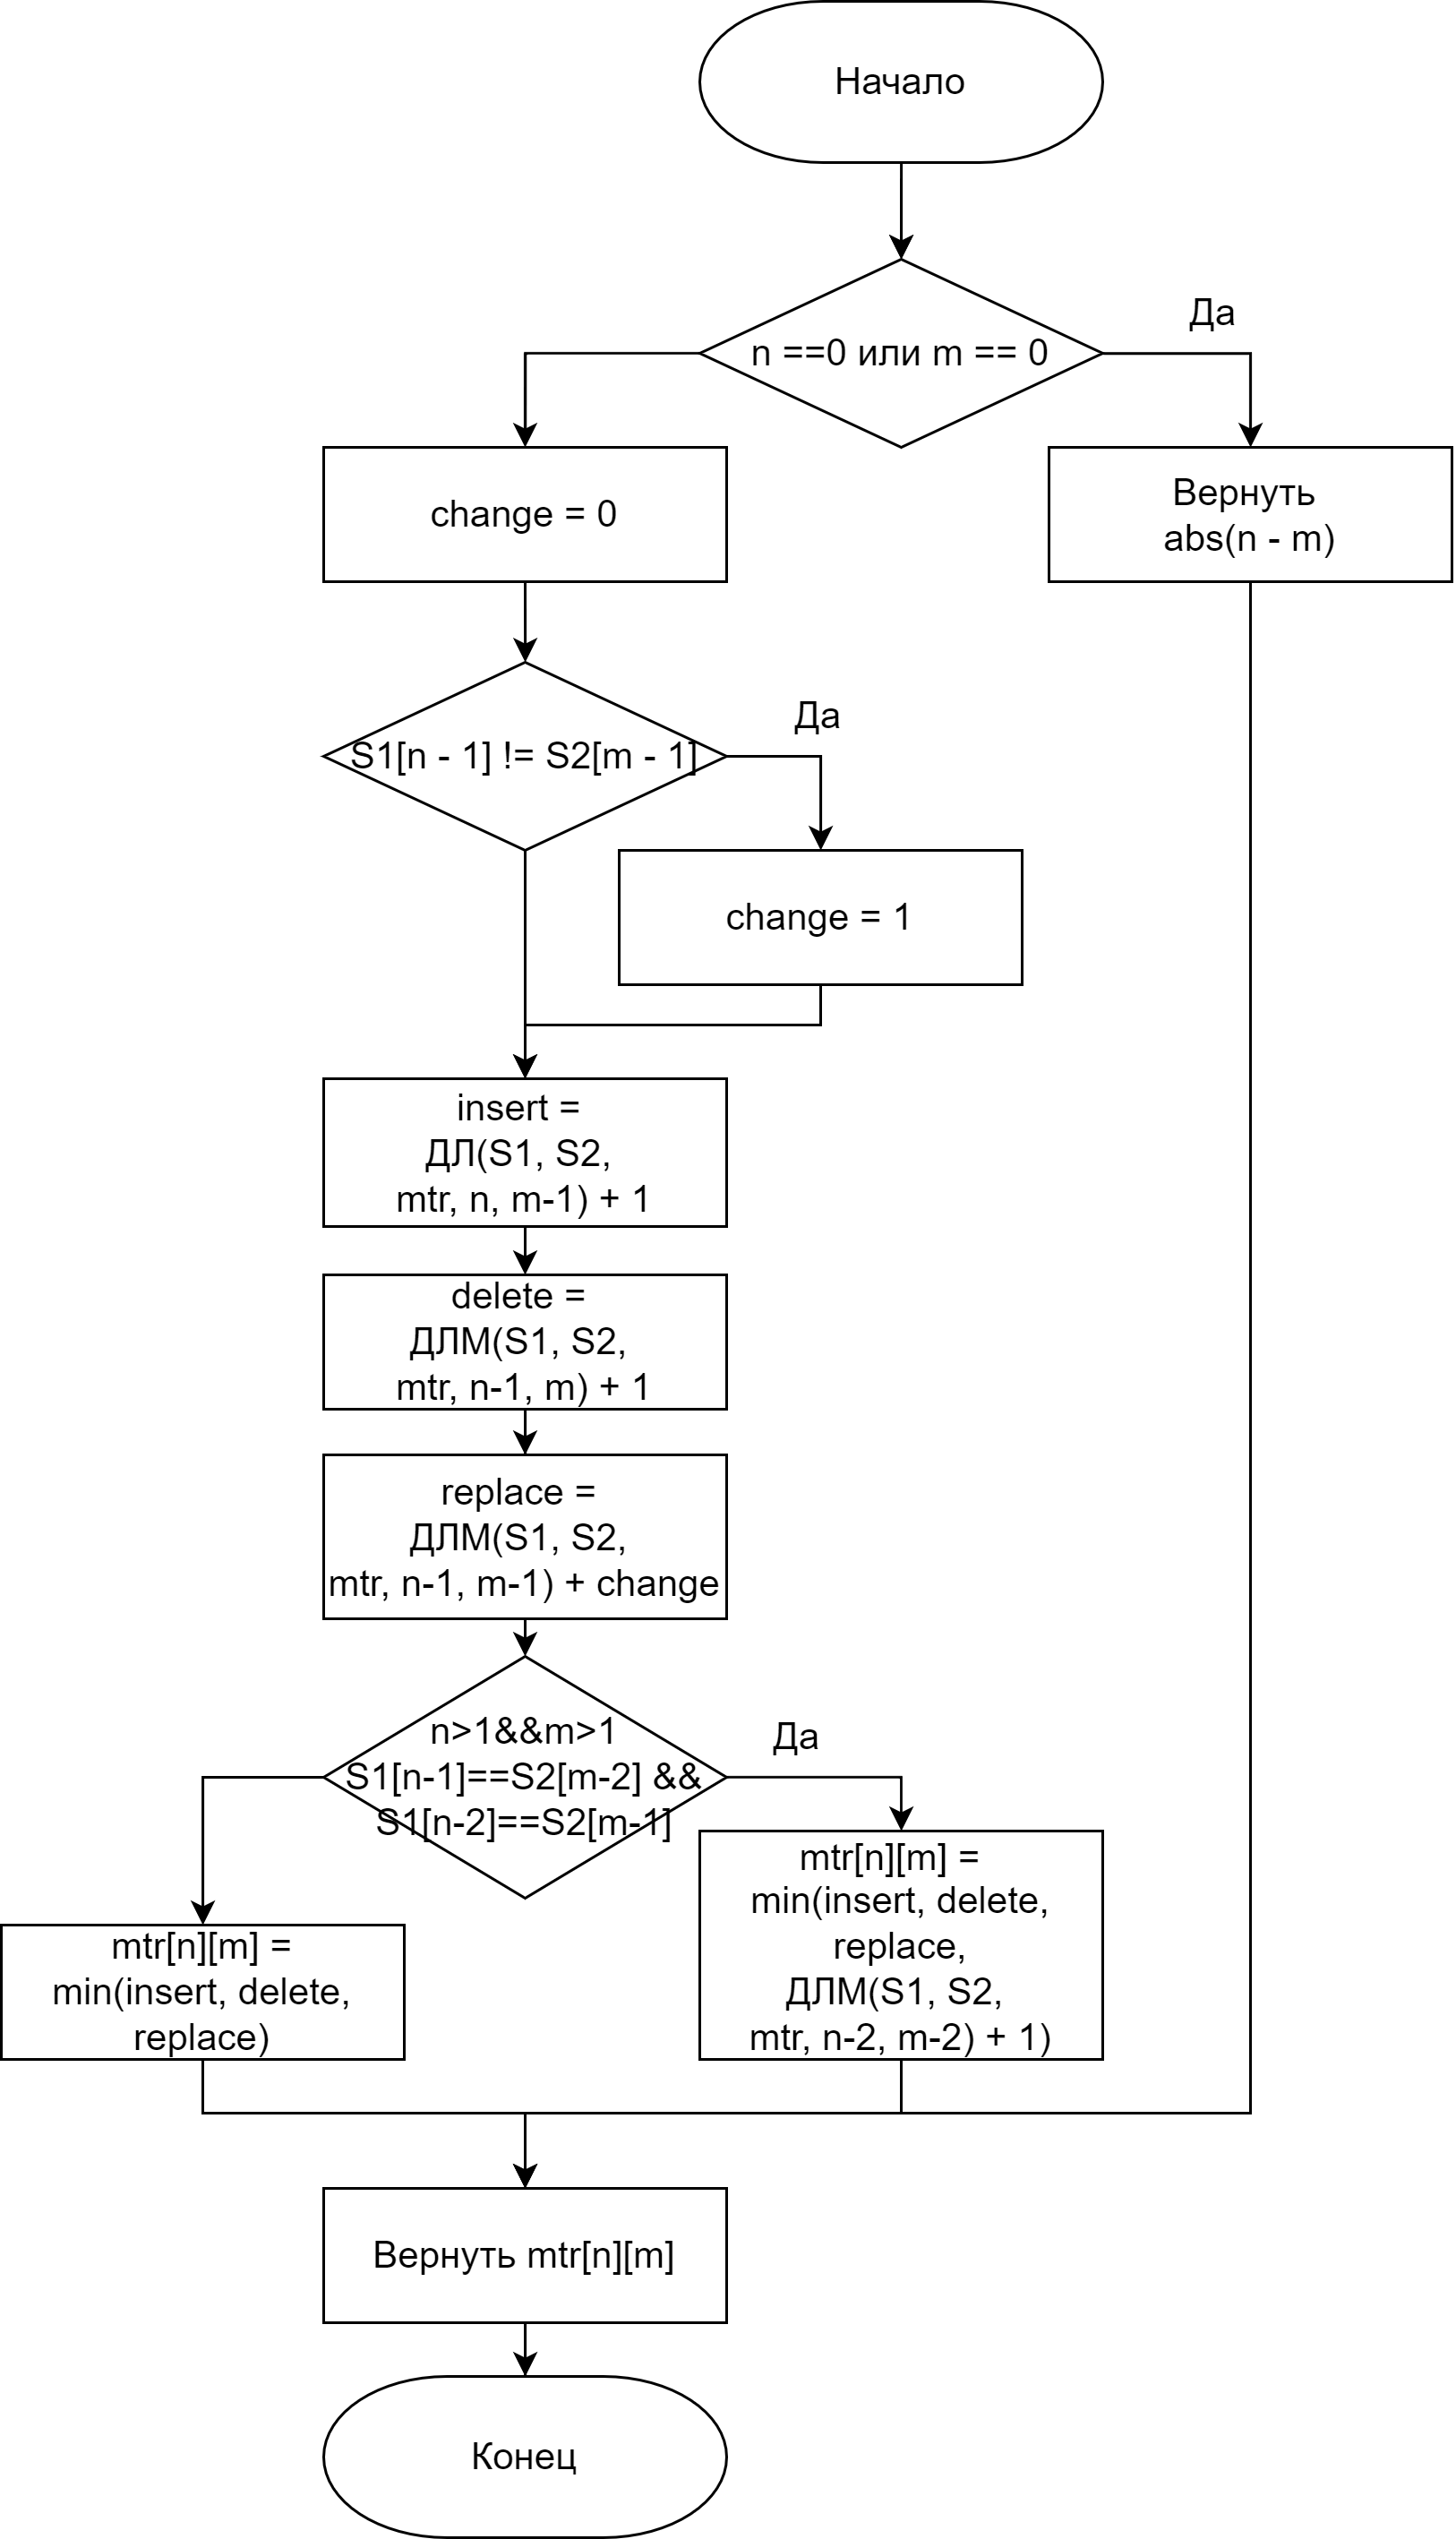 Начало
n ==0 или m == 0
Да
change = 0
Вернуть
abs(n - m)
S1[n - 1] != S2[m - 1]
Да
change = 1
insert =
ДЛ(S1, S2,
mtr, n, m-1) + 1
delete =
ДЛМ(S1, S2,
mtr, n-1, m) + 1
replace =
ДЛМ(S1, S2,
mtr, n-1, m-1) + change
n>1&&m>1
S1[n-1]==S2[m-2] &&
S1[n-2]==S2[m-1]
Да
mtr[n][m] =
min(insert, delete,
replace)
mtr[n][m] =
min(insert, delete,
replace,
ДЛМ(S1, S2,
mtr, n-2, m-2) + 1)
Вернуть mtr[n][m]
Конец